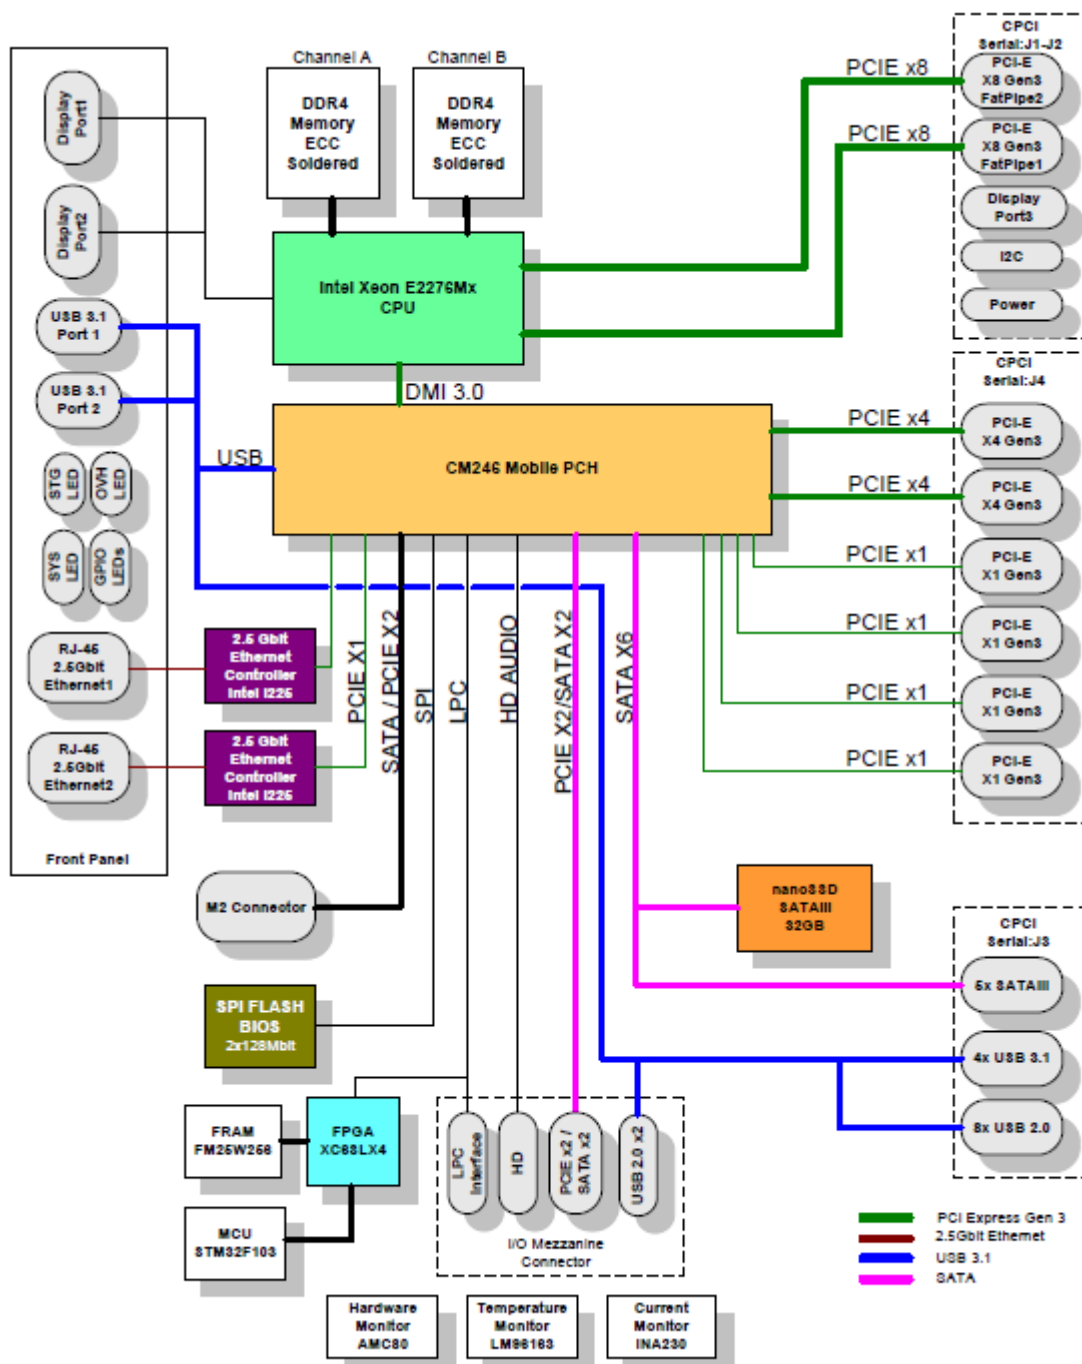 Channel A
Channel B
DDR4
Memory
ECC
Soldered
DDR4
Memory
ECC
Soldered
Display
Port1
Display
Port2
USB 3.1
Port 1
USB 3.1
Port 2
STG
LED
OVH
LED
SYS
LED
GPIO
LEDs
RJ-45
2.5Gbit
Ethernet1
RJ-45
2.5Gbit
Ethernet2
Front Panel
Intel Xeon E2276Mx
CPU
DMI 3.0
CM246 Mobile PCH
USB
PCIE x8
PCIE x8
CPCI
Serial:J1-J2
PCI-E
X8 Gen3
FatPipe2
PCI-E
X8 Gen3
FatPipe1
Display
Port3
I2C
Power
CPCI
Serial:J4
PCIE x4
PCI-E
X4 Gen3
PCIE x4
PCI-E
X4 Gen3
PCIE x1
PCI-E
X1 Gen3
PCIE x1
PCI-E
X1 Gen3
PCIE x1
PCI-E
X1 Gen3
PCIE x1
PCI-E
X1 Gen3
2.5 Gbit
Ethernet
Controller
Intel I225
2.5 Gbit
Ethernet
Controller
Intel I225
PCIE X1
SATA / PCIE X2
SPI
LPC
HD AUDIO
PCIE X2/SATA X2
SATA X6
M2 Connector
nanoSSD
SATAIII
32GB
CPCI
Serial:J3
5x SATAIII
4x USB 3.1
8x USB 2.0
SPI FLASH
BIOS
2x128Mbit
FRAM
FM25W256
FPGA
XC6SLX4
MCU
STM32F103
LPC
Interface
HD
PCIE x2 /
SATA x2
USB 2.0 x2
I/O Mezzanine
Connector
PCI Express Gen 3
2.5Gbit Ethernet
USB 3.1
SATA
Hardware
Monitor
AMC80
Temperature
Monitor
LM96163
Current
Monitor
INA230